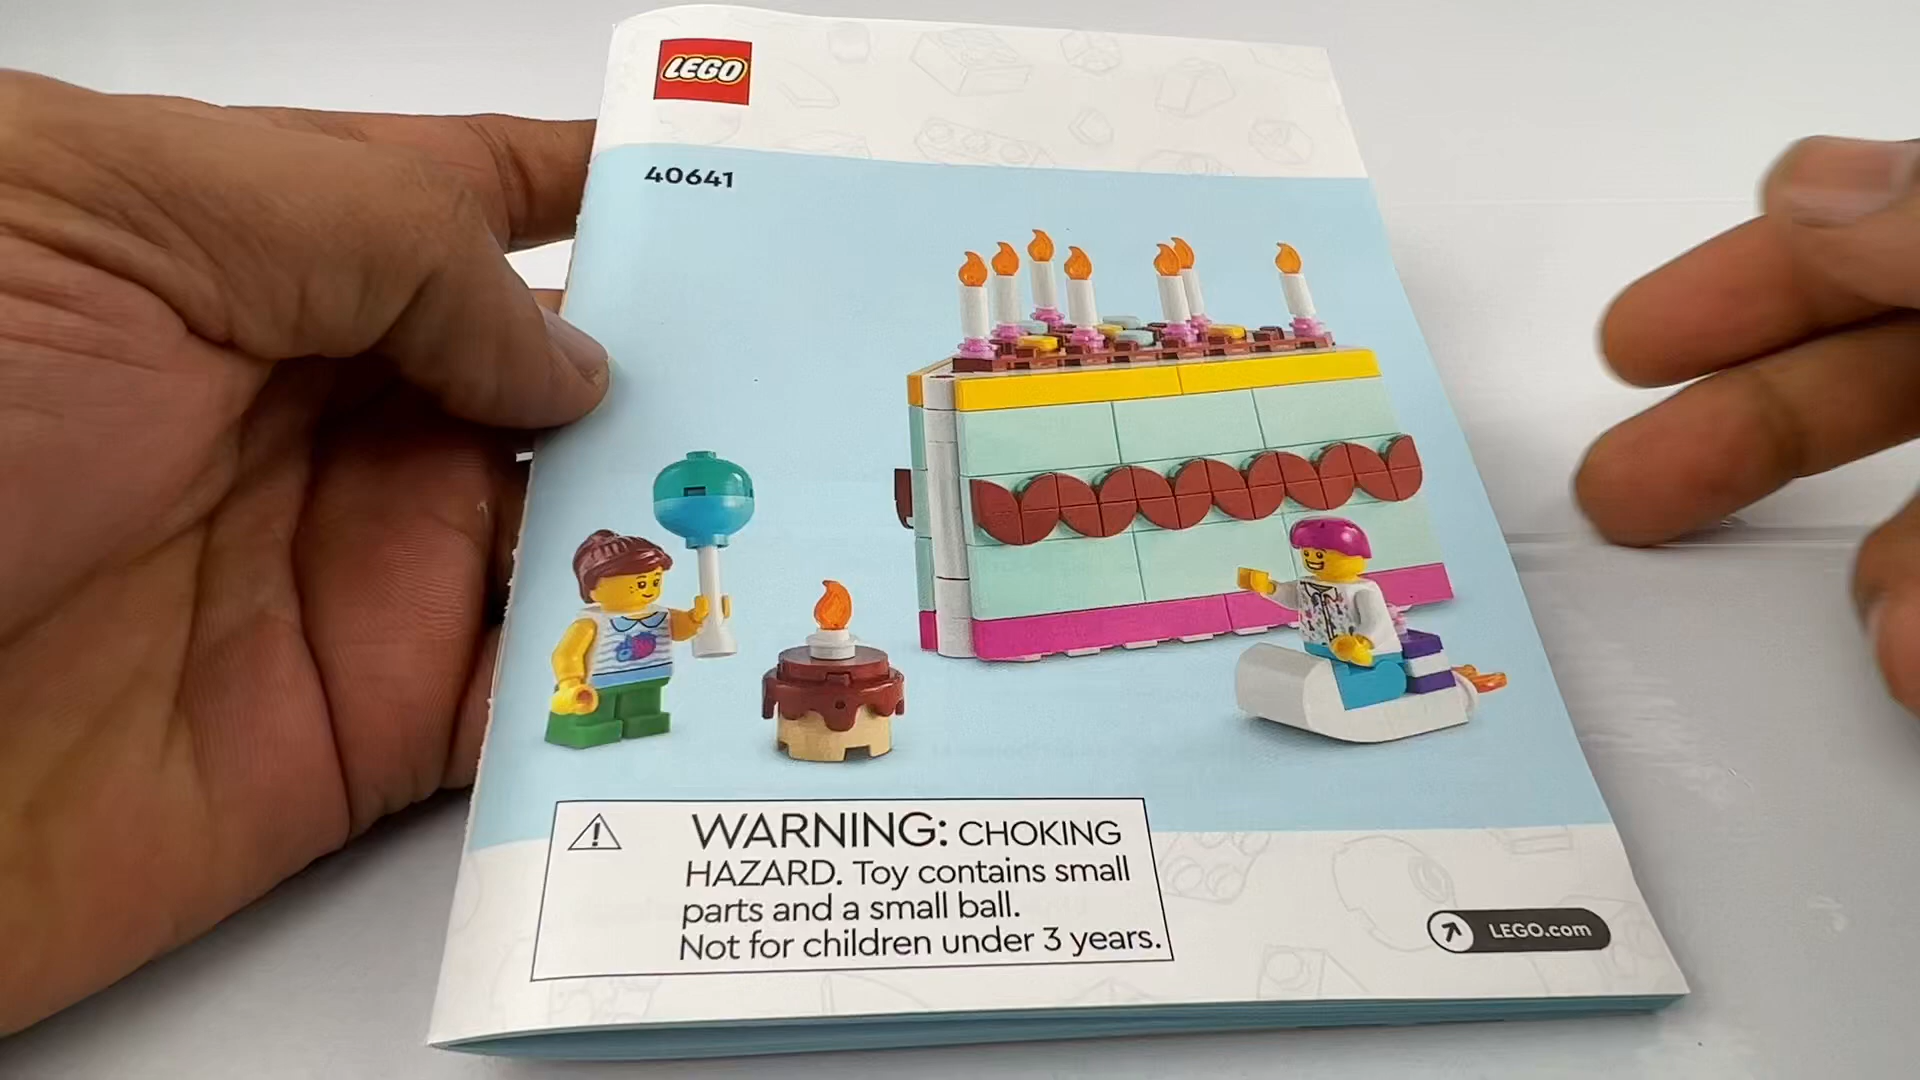 LEGO
40641
WARNING: CHOKING
HAZARD. Toy contains small
parts and a small ball.
Not for children under 3 years.
LEGO.com